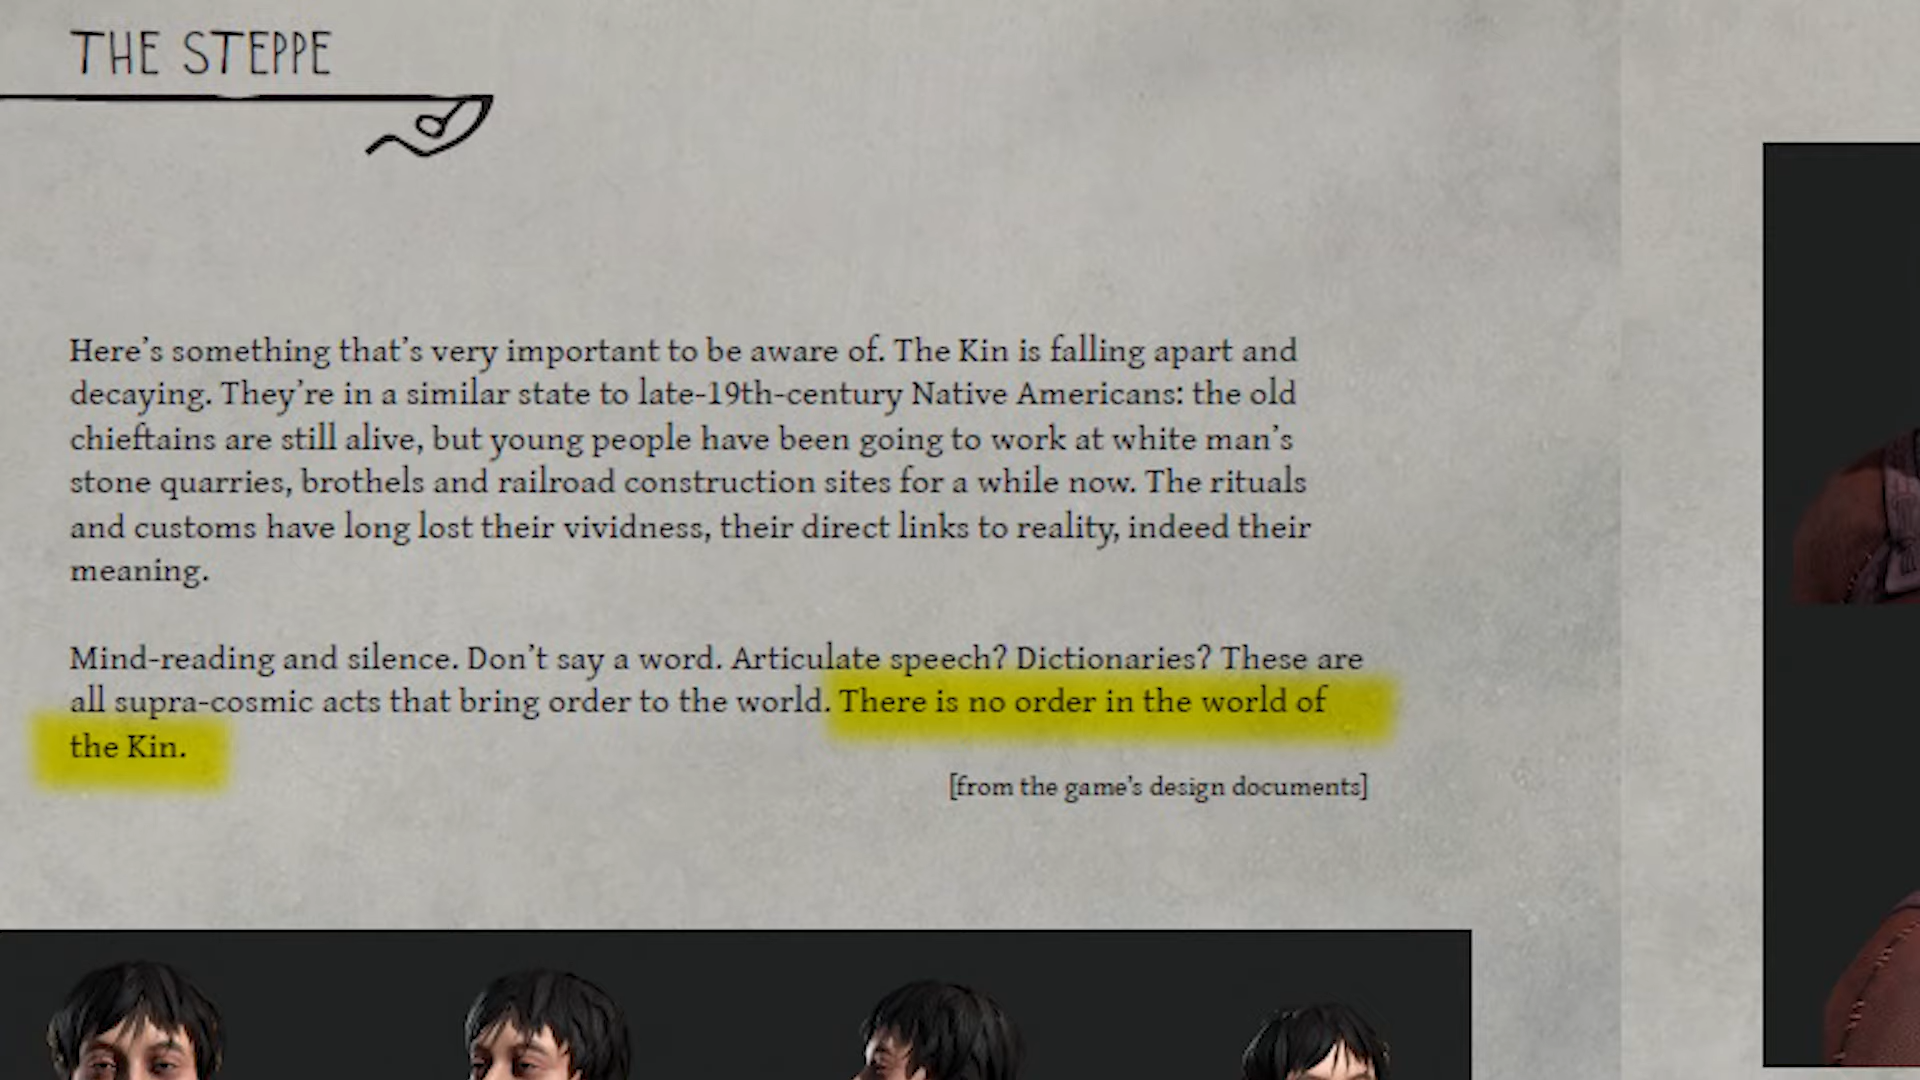 THE STEPPE
Here’s something that’s very important to be aware of. The Kin is falling apart and
decaying. They’re in a similar state to late-19th-century Native Americans: the old
chieftains are still alive, but young people have been going to work at white man’s
stone quarries, brothels and railroad construction sites for a while now. The rituals
and customs have long lost their vividness, their direct links to reality, indeed their
meaning.
Mind-reading and silence. Don’t say a word. Articulate speech? Dictionaries? These are
all supra-cosmic acts that bring order to the world. There is no order in the world of
the Kin.
[from the game’s design documents]